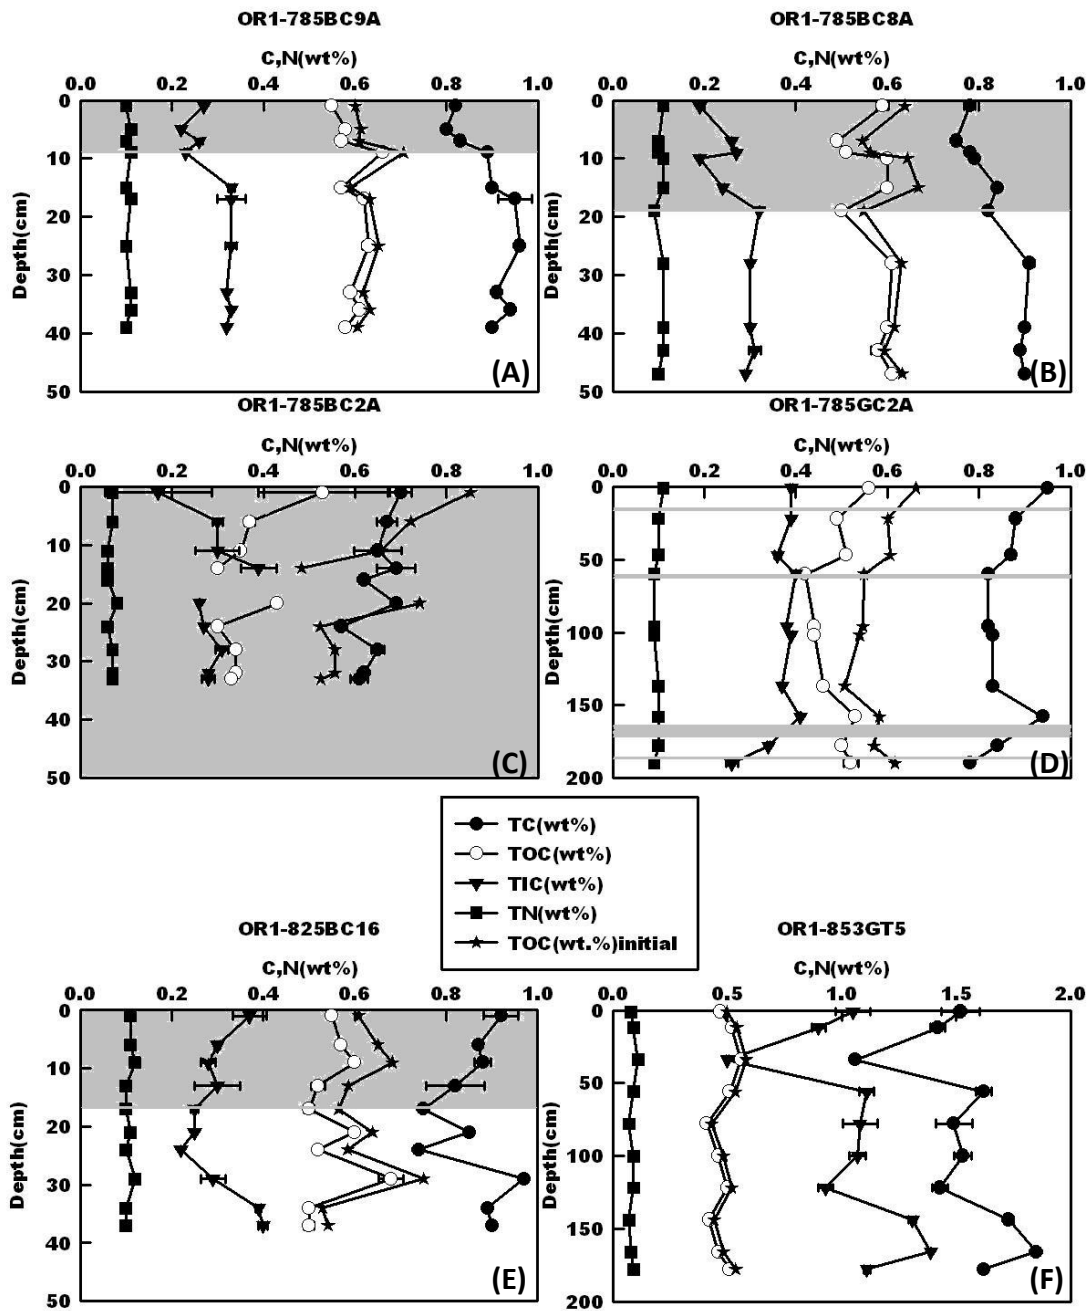 OR1-785BC9A
C,N(wt%)
0.0 0.2 0.4 0.6 0.8 1.0
Depth(cm)
0
10
20
30
40
50
(A)
OR1-785BC8A
C,N(wt%)
0.0 0.2 0.4 0.6 0.8 1.0
Depth(cm)
0
10
20
30
40
50
(B)
OR1-785BC2A
C,N(wt%)
0.0 0.2 0.4 0.6 0.8 1.0
Depth(cm)
0
10
20
30
40
50
(C)
OR1-785GC2A
C,N(wt%)
0.0 0.2 0.4 0.6 0.8 1.0
Depth(cm)
0
50
100
150
200
(D)
TC(wt%)
TOC(wt%)
TIC(wt%)
TN(wt%)
TOC(wt.%)initial
OR1-825BC16
C,N(wt%)
0.0 0.2 0.4 0.6 0.8 1.0
Depth(cm)
0
10
20
30
40
50
(E)
OR1-853GT5
C,N(wt%)
0.0 0.5 1.0 1.5 2.0
Depth(cm)
0
50
100
150
200
(F)